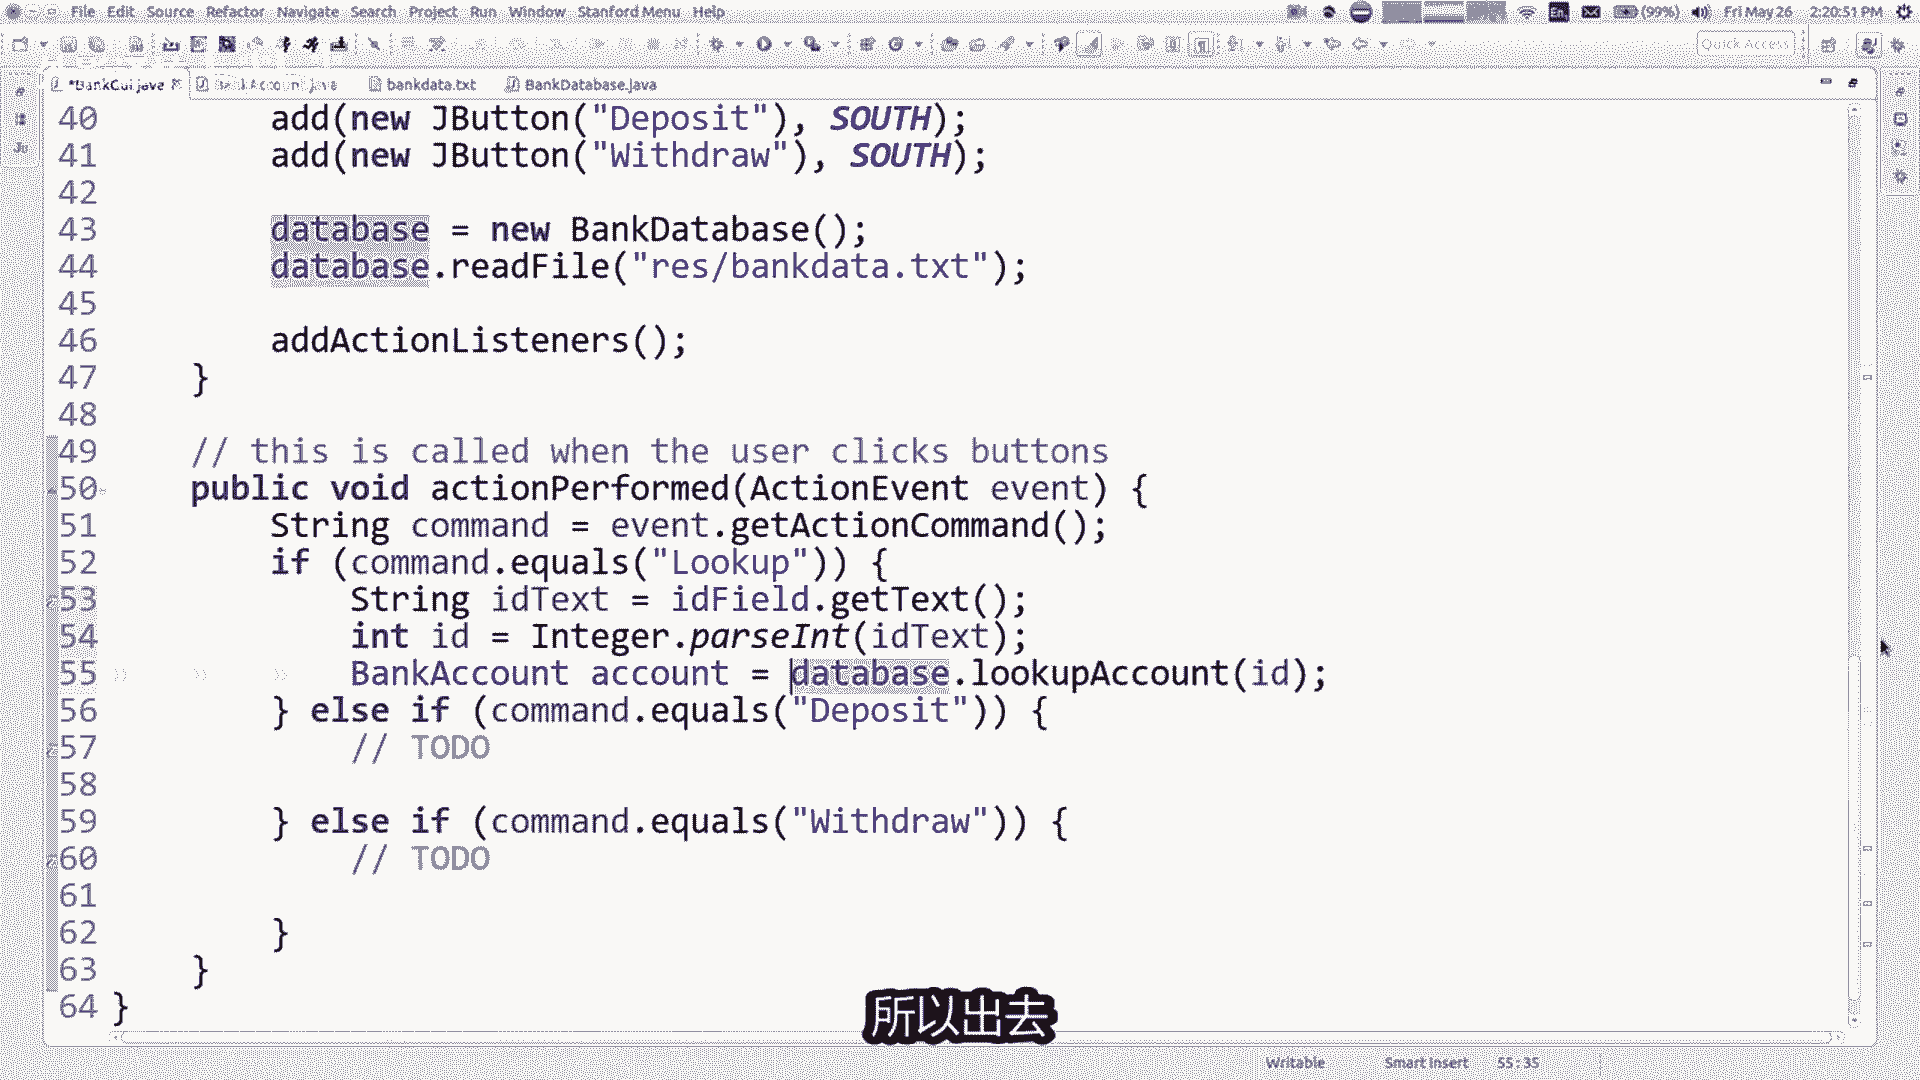 File Edit Source Refactor Navigate Search Project Run Window Stanford Menu Help En (99%) Fri May 26 2:20:51 PM
Quick Access
*BankGui.java BankAccount.java bankdata.txt BankDatabase.java
40 add(new JButton("Deposit"), SOUTH);
41 add(new JButton("Withdraw"), SOUTH);
42
43 database = new BankDatabase();
44 database.readFile("res/bankdata.txt");
45
46 addActionListeners();
47 }
48
49 // this is called when the user clicks buttons
50 public void actionPerformed(ActionEvent event) {
51 String command = event.getActionCommand();
52 if (command.equals("Lookup")) {
53 String idText = idField.getText();
54 int id = Integer.parseInt(idText);
55 BankAccount account = database.lookupAccount(id);
56 } else if (command.equals("Deposit")) {
57 // TODO
58
59 } else if (command.equals("Withdraw")) {
60 // TODO
61
62 }
63 }
64 }
所以出去
Writable Smart Insert 55:35